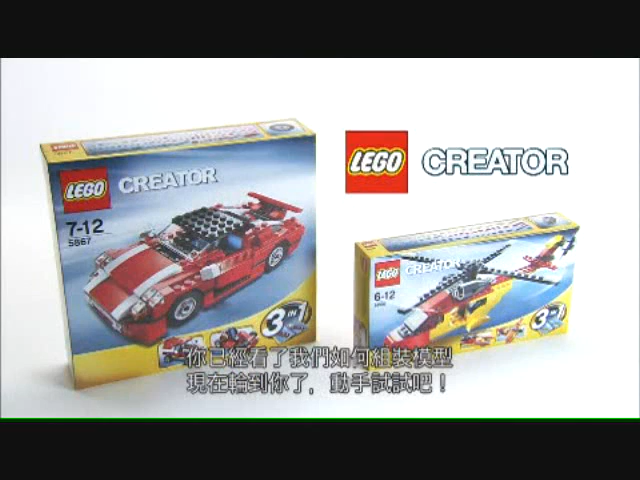 LEGO CREATOR
LEGO
CREATOR
7-12
5867
3 IN 1
LEGO
CREATOR
6-12
3 IN 1
你已經看了我們如何組裝模型
現在輪到你了，動手試試吧！